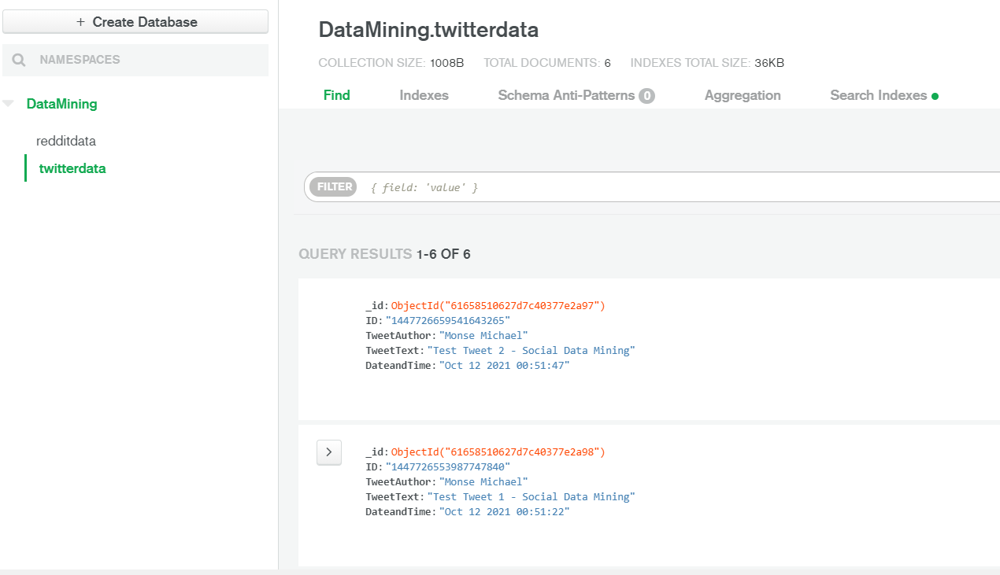 + Create Database
NAMESPACES
DataMining
redditdata
twitterdata
DataMining.twitterdata
COLLECTION SIZE: 1008B TOTAL DOCUMENTS: 6 INDEXES TOTAL SIZE: 36KB
Find Indexes Schema Anti-Patterns 0 Aggregation Search Indexes
FILTER { field: 'value' }
QUERY RESULTS 1-6 OF 6
_id: ObjectId("61658510627d7c40377e2a97")
ID: "1447726659541643265"
TweetAuthor: "Monse Michael"
TweetText: "Test Tweet 2 - Social Data Mining"
DateandTime: "Oct 12 2021 00:51:47"
_id: ObjectId("61658510627d7c40377e2a98")
ID: "1447726553987747840"
TweetAuthor: "Monse Michael"
TweetText: "Test Tweet 1 - Social Data Mining"
DateandTime: "Oct 12 2021 00:51:22"